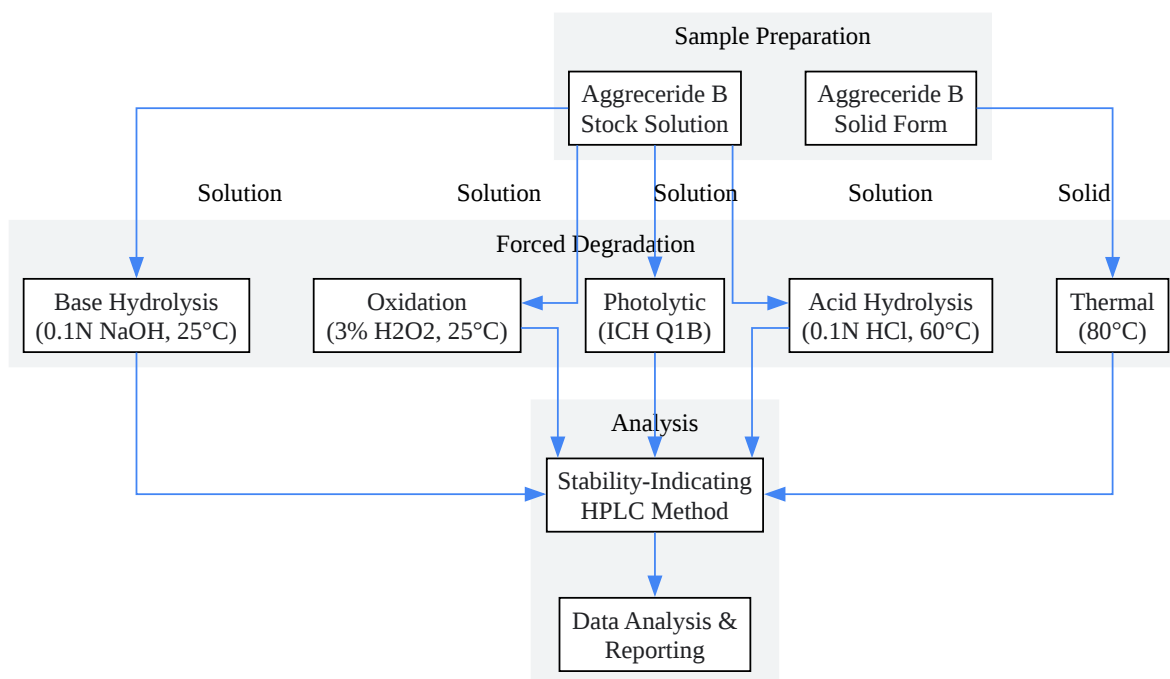 Sample Preparation
Aggreceride B
Stock Solution
Aggreceride B
Solid Form
Solution
Solution
Solution
Solution
Solid
Forced Degradation
Base Hydrolysis
(0.1N NaOH, 25°C)
Oxidation
(3% H2O2, 25°C)
Photolytic
(ICH Q1B)
Acid Hydrolysis
(0.1N HCl, 60°C)
Thermal
(80°C)
Analysis
Stability-Indicating
HPLC Method
Data Analysis &
Reporting